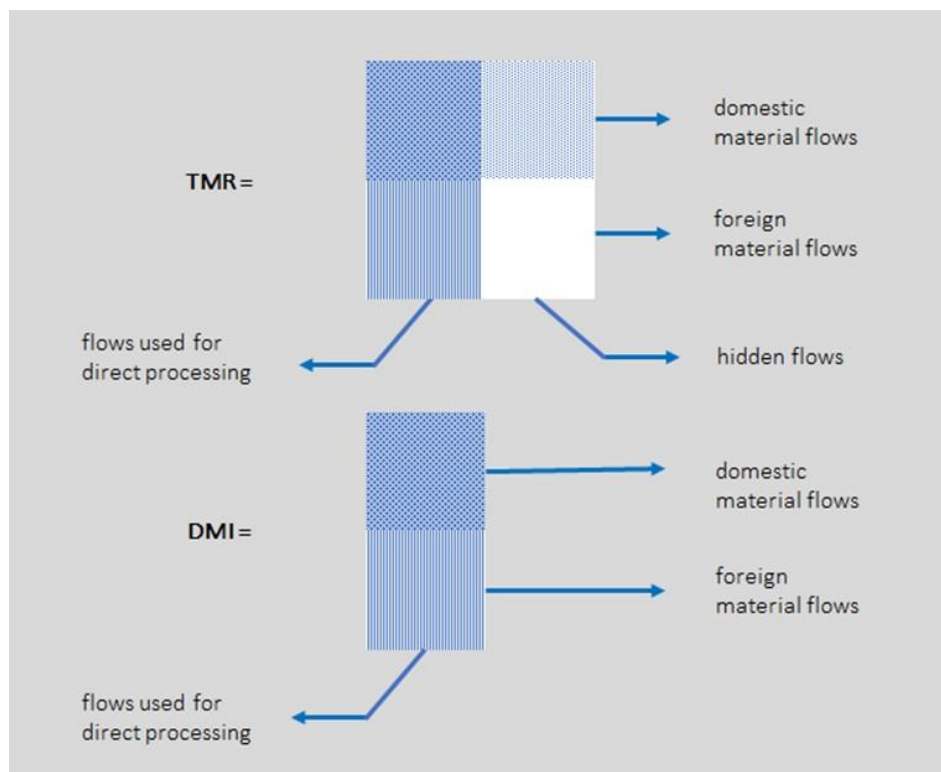 domestic
material flows
TMR=
foreign
material flows
flows used for
direct processing
hidden flows
domestic
material flows
DMI=
foreign
material flows
flows used for
direct processing